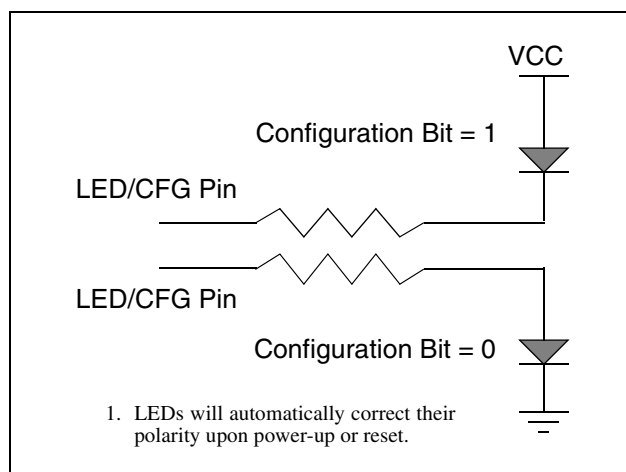 VCC
Configuration Bit = 1
LED/CFG Pin
LED/CFG Pin
Configuration Bit = 0
1. LEDs will automatically correct their
polarity upon power-up or reset.